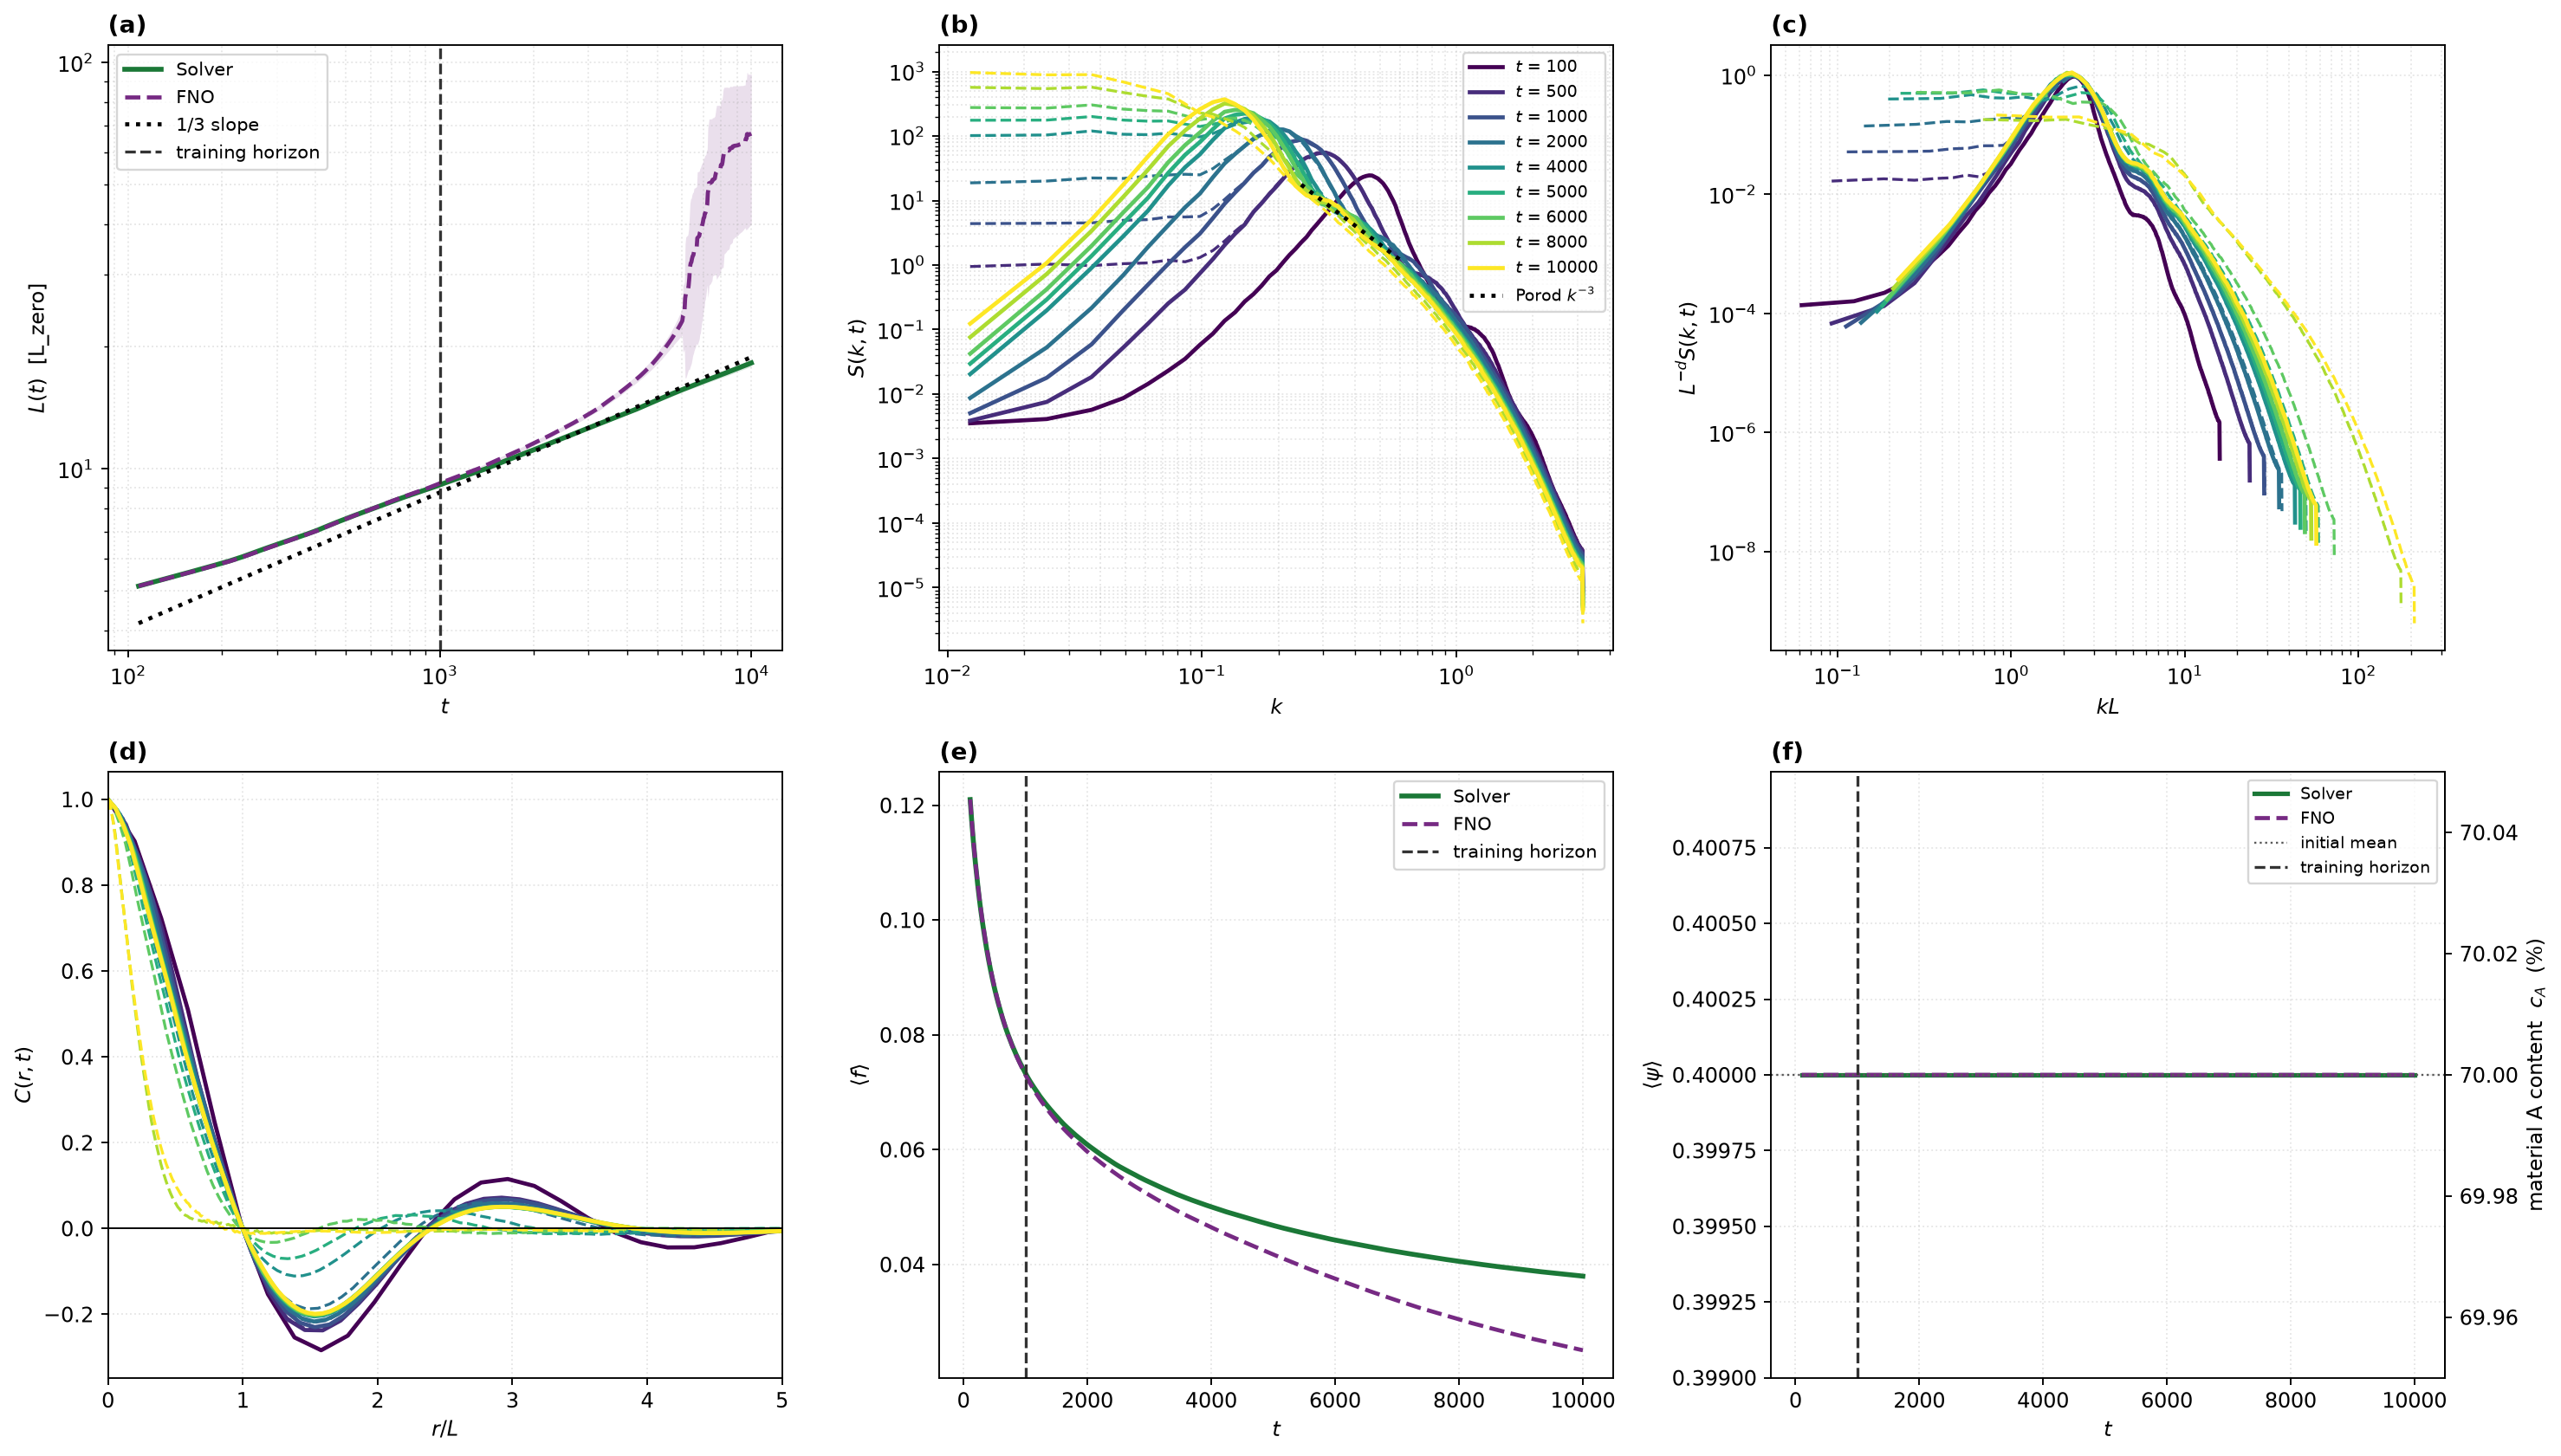 (a)
10²
10¹
L(t) [L_zero]
Solver
FNO
1/3 slope
training horizon
10² 10³ 10⁴
t
(b)
10³
10²
10¹
10⁰
10⁻¹
10⁻²
10⁻³
10⁻⁴
10⁻⁵
S(k, t)
t = 100
t = 500
t = 1000
t = 2000
t = 4000
t = 5000
t = 6000
t = 8000
t = 10000
Porod k⁻³
10⁻² 10⁻¹ 10⁰
k
(c)
10⁰
10⁻²
10⁻⁴
10⁻⁶
10⁻⁸
L⁻ᵈS(k, t)
10⁻¹ 10⁰ 10¹ 10²
kL
(d)
1.0
0.8
0.6
0.4
0.2
0.0
−0.2
C(r, t)
0 1 2 3 4 5
r/L
(e)
0.12
0.10
0.08
0.06
0.04
⟨f⟩
Solver
FNO
training horizon
0 2000 4000 6000 8000 10000
t
(f)
0.40075
0.40050
0.40025
0.40000
0.39975
0.39950
0.39925
0.39900
⟨ψ⟩
Solver
FNO
initial mean
training horizon
70.04
70.02
70.00
69.98
69.96
material A content c_A (%)
0 2000 4000 6000 8000 10000
t